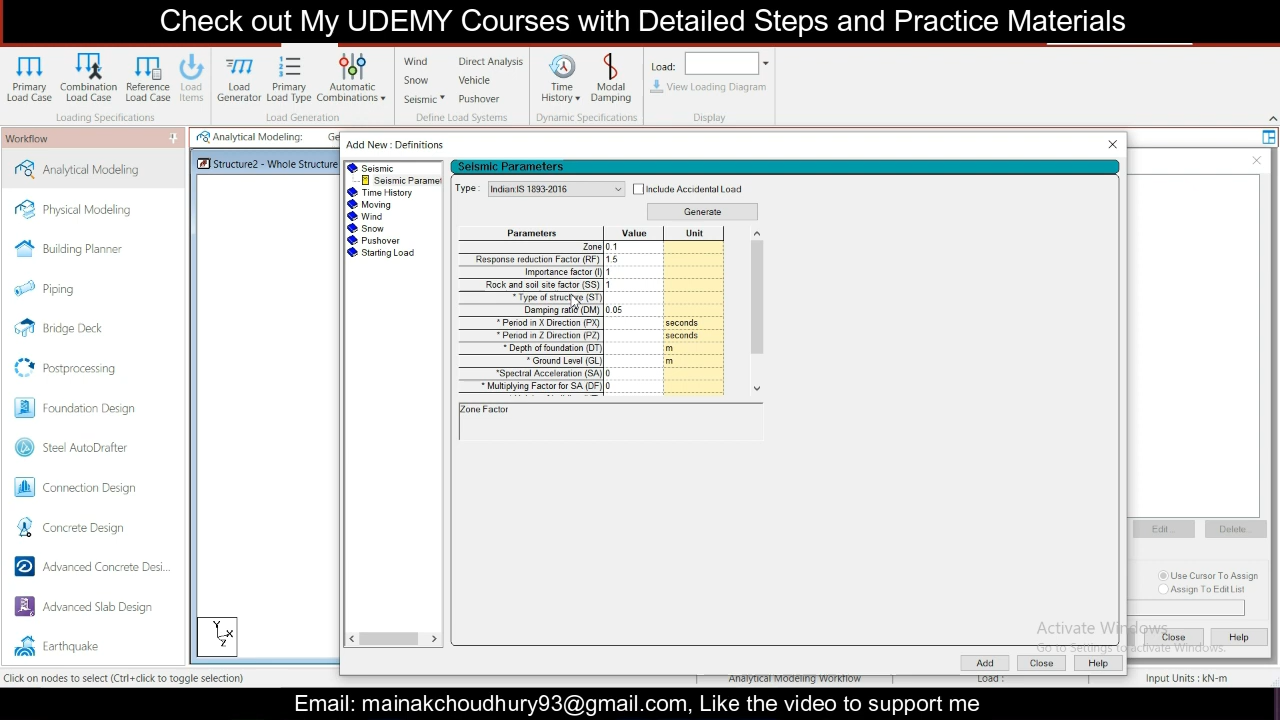 Check out My UDEMY Courses with Detailed Steps and Practice Materials
Primary Load Case
Combination Load Case
Reference Load Case
Load Items
Loading Specifications
Load Generator
Primary Load Type
Automatic Combinations
Load Generation
Wind
Snow
Seismic
Direct Analysis
Vehicle
Pushover
Define Load Systems
Time History
Modal Damping
Dynamic Specifications
Load:
View Loading Diagram
Display
Workflow
Analytical Modeling
Physical Modeling
Building Planner
Piping
Bridge Deck
Postprocessing
Foundation Design
Steel AutoDrafter
Connection Design
Concrete Design
Advanced Concrete Desi...
Advanced Slab Design
Earthquake
Analytical Modeling: Ge
Structure2 - Whole Structure
Y
X
Z
Add New : Definitions
Seismic
Seismic Paramet
Time History
Moving
Wind
Snow
Pushover
Starting Load
Seismic Parameters
Type : Indian:IS 1893-2016 Include Accidental Load
Generate
Parameters Value Unit
Zone 0.1
Response reduction Factor (RF) 1.5
Importance factor (I) 1
Rock and soil site factor (SS) 1
* Type of structure (ST)
Damping ratio (DM) 0.05
* Period in X Direction (PX) seconds
* Period in Z Direction (PZ) seconds
* Depth of foundation (DT) m
* Ground Level (GL) m
*Spectral Acceleration (SA) 0
* Multiplying Factor for SA (DF) 0
Zone Factor
Add Close Help
Edit... Delete...
Use Cursor To Assign
Assign To Edit List
Close Help
Activate Windows
Go to Settings to activate Windows.
Click on nodes to select (Ctrl+click to toggle selection)
Analytical Modeling Workflow
Load :
Input Units : kN-m
Email: mainakchoudhury93@gmail.com, Like the video to support me